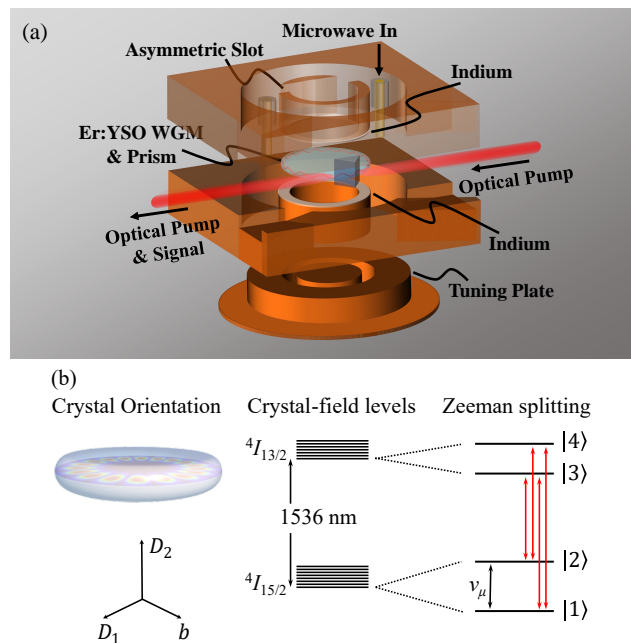 (a)
Microwave In
Asymmetric Slot
Indium
Er:YSO WGM
& Prism
Optical Pump
Optical Pump
& Signal
Indium
Tuning Plate
(b)
Crystal Orientation
Crystal-field levels
Zeeman splitting
⁴I₁₃/₂
|4⟩
|3⟩
1536 nm
D₂
|2⟩
⁴I₁₅/₂
νμ
|1⟩
D₁
b